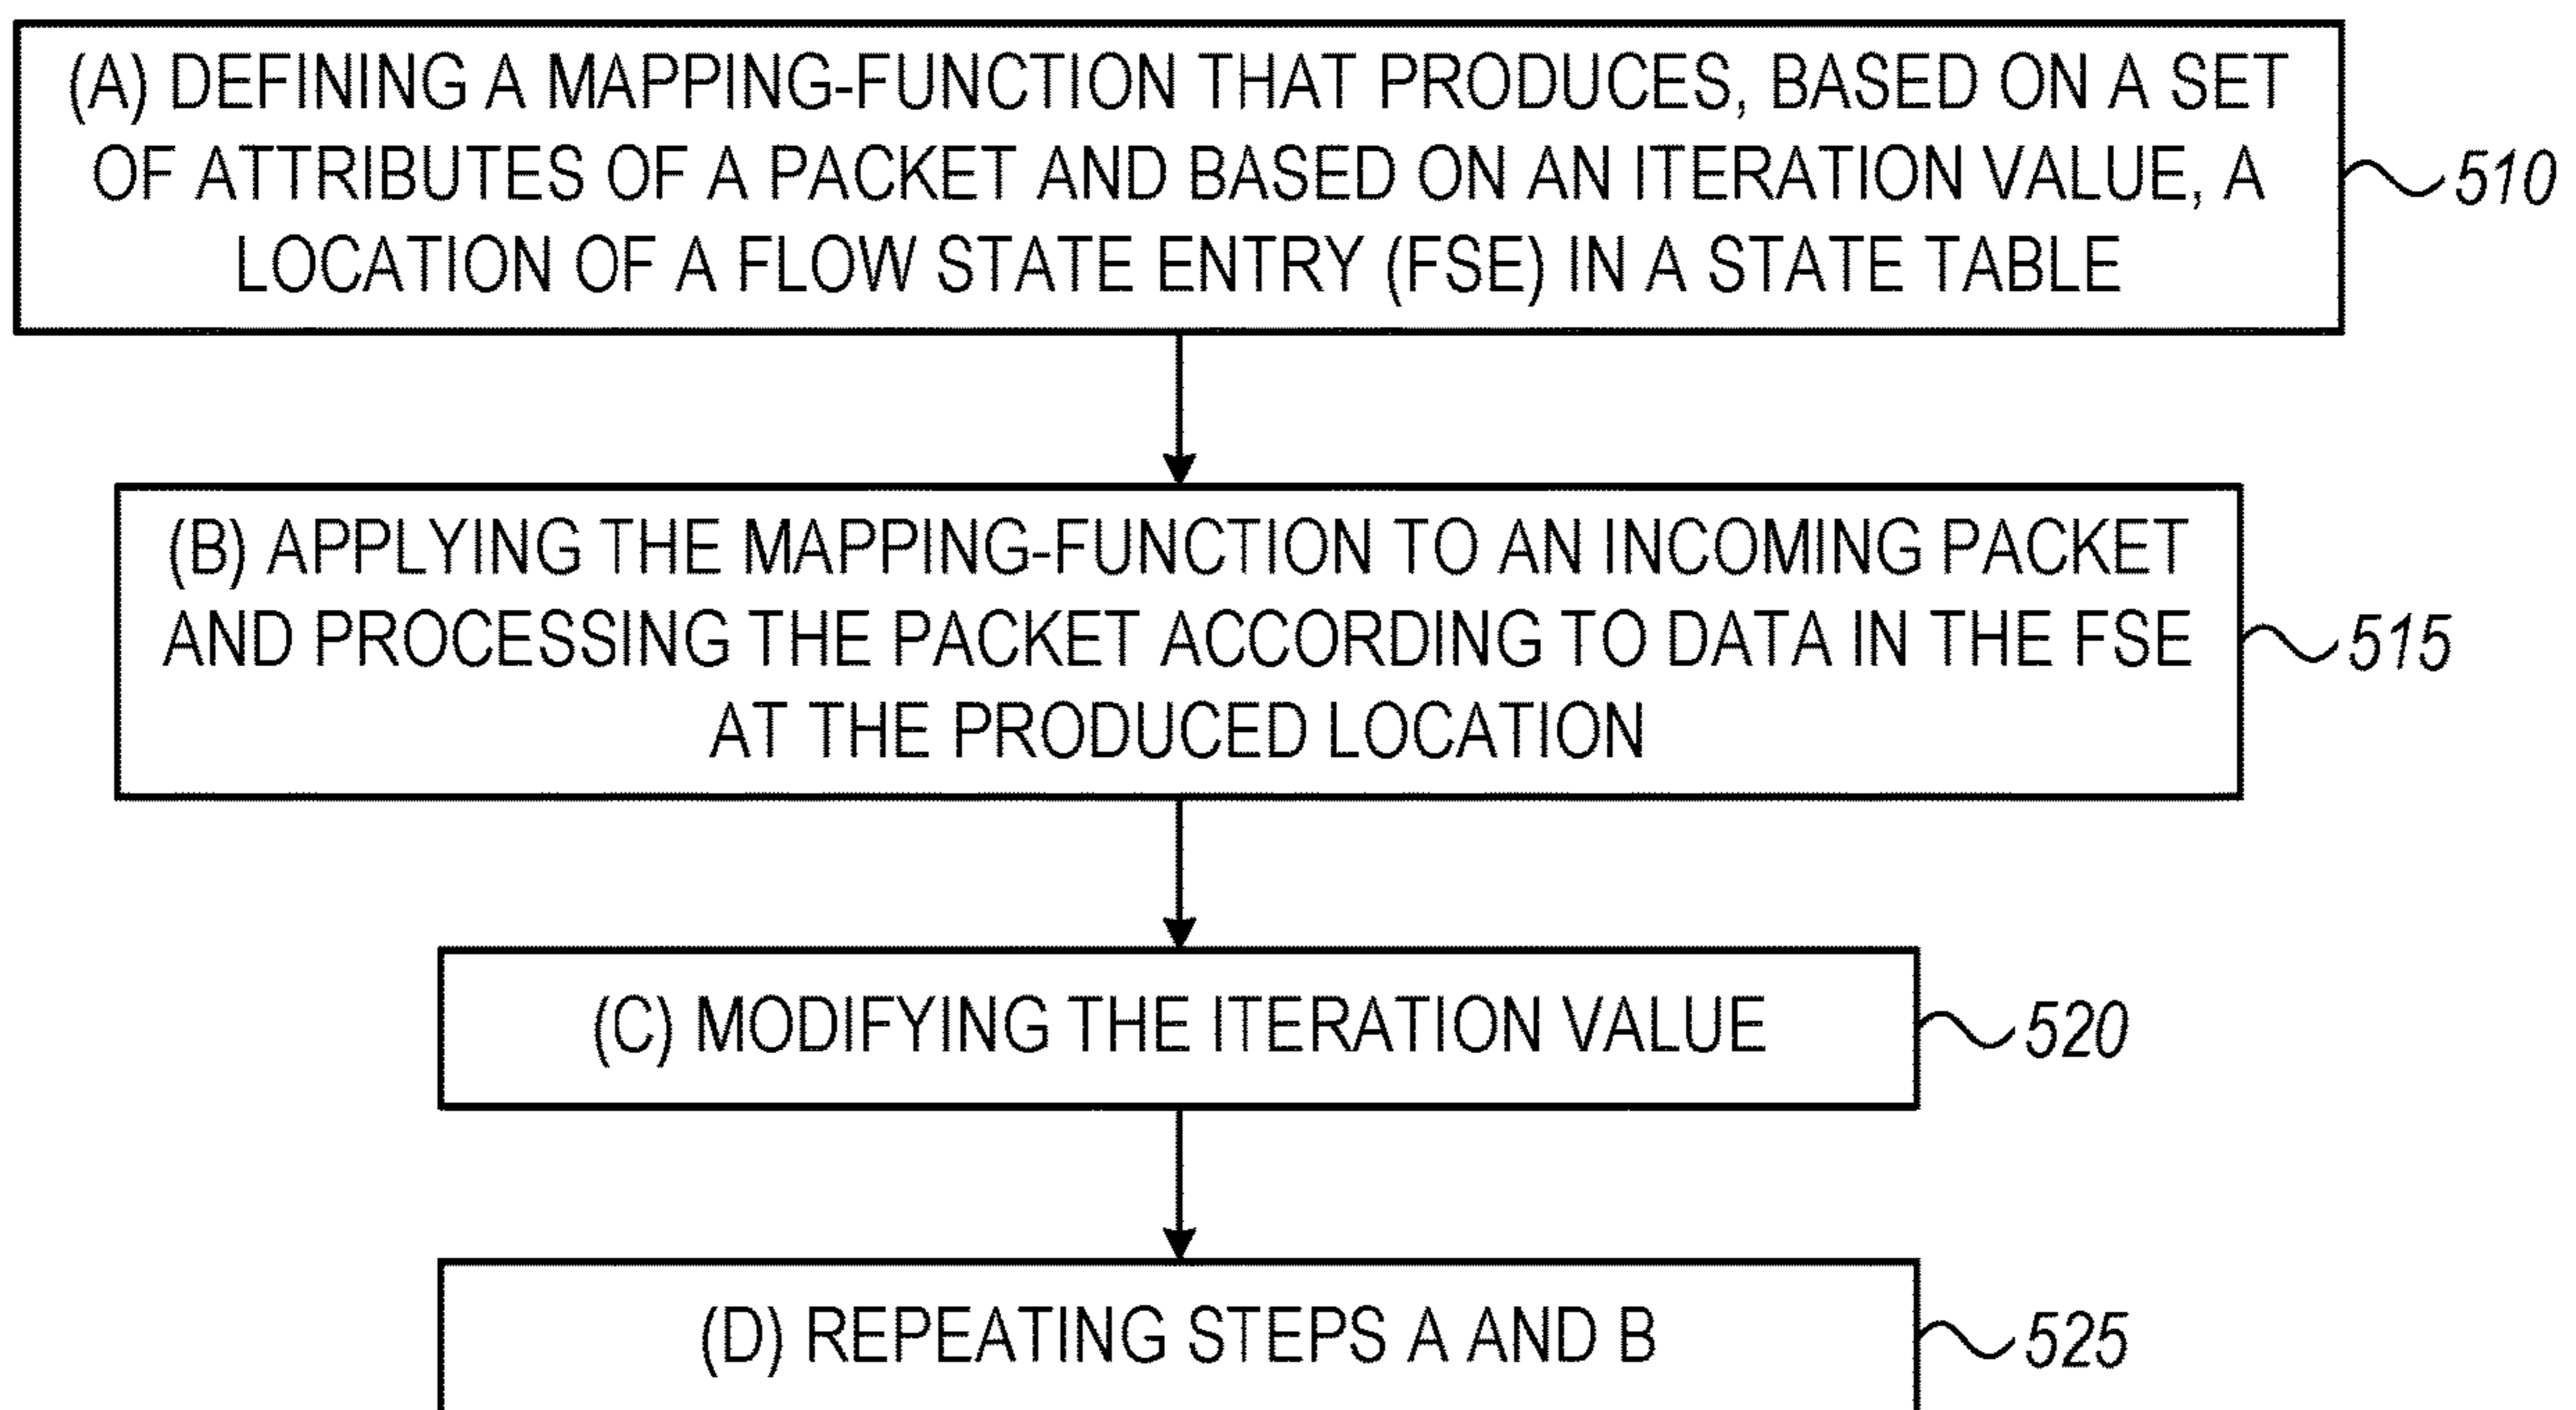 (A) DEFINING A MAPPING-FUNCTION THAT PRODUCES, BASED ON A SET
OF ATTRIBUTES OF A PACKET AND BASED ON AN ITERATION VALUE, A
LOCATION OF A FLOW STATE ENTRY (FSE) IN A STATE TABLE
510
(B) APPLYING THE MAPPING-FUNCTION TO AN INCOMING PACKET
AND PROCESSING THE PACKET ACCORDING TO DATA IN THE FSE
AT THE PRODUCED LOCATION
515
(C) MODIFYING THE ITERATION VALUE
520
(D) REPEATING STEPS A AND B
525